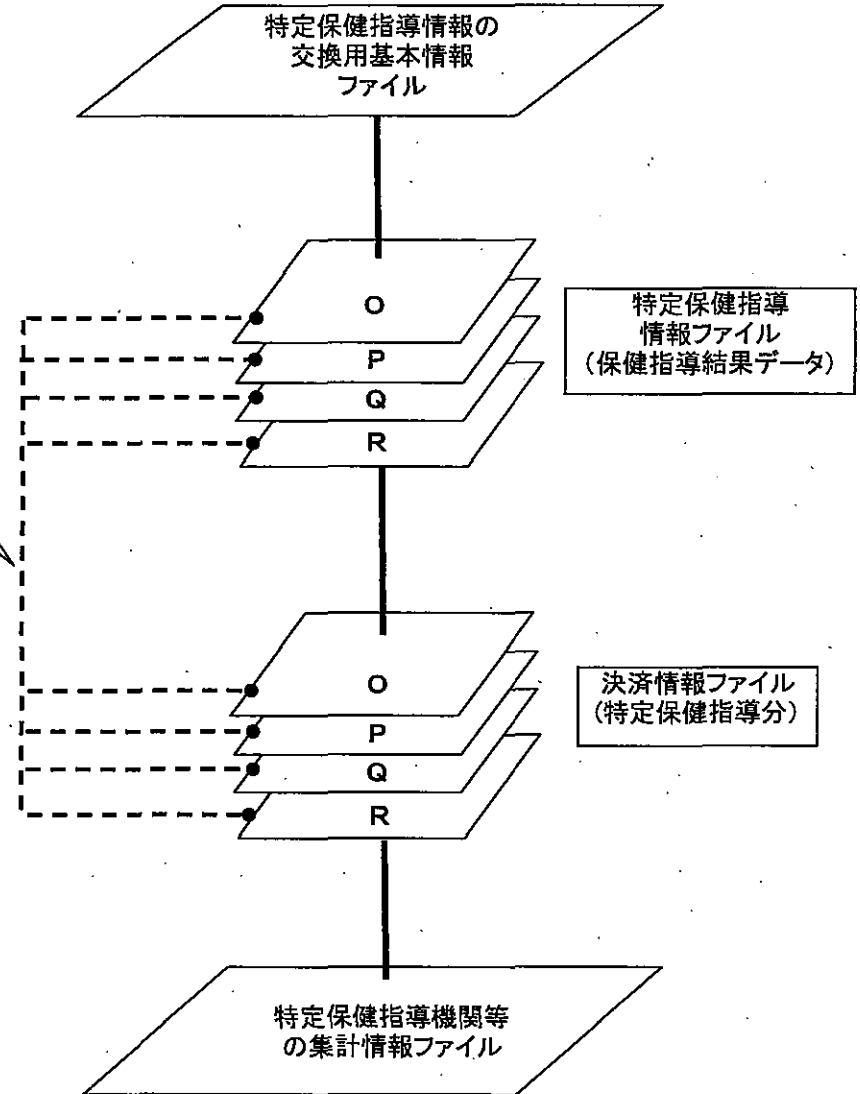 特定保健指導情報の
交換用基本情報
ファイル
O
P
Q
R
特定保健指導
情報ファイル
(保健指導結果データ)
O
P
Q
R
決済情報ファイル
(特定保健指導分)
特定保健指導機関等
の集計情報ファイル